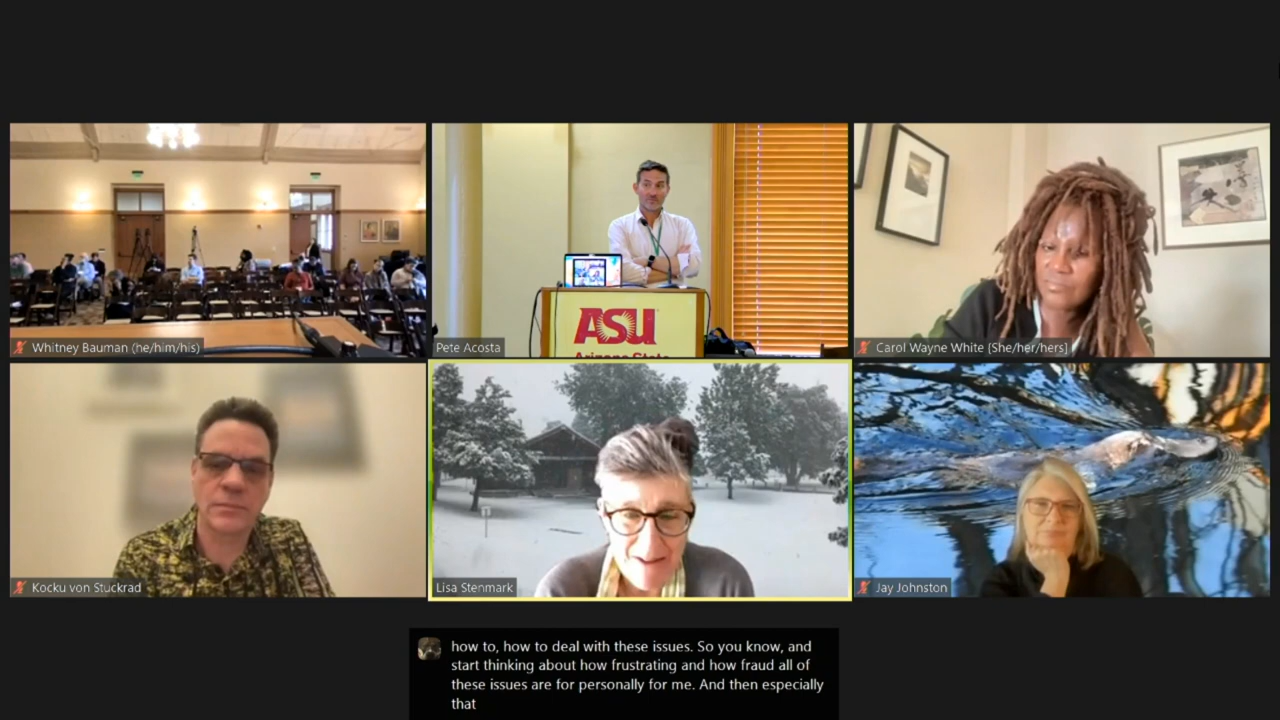 ASU
Arizona State
Whitney Bauman (he/him/his)
Pete Acosta
Carol Wayne White [She/her/hers]
Kocku von Stuckrad
Lisa Stenmark
Jay Johnston
how to, how to deal with these issues. So you know, and
start thinking about how frustrating and how fraud all of
these issues are for personally for me. And then especially
that